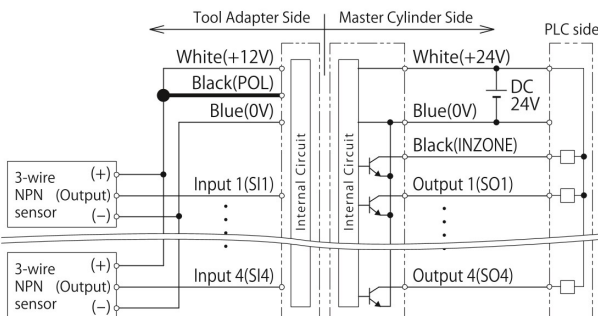 Tool Adapter Side
Master Cylinder Side
PLC side
White(+12V)
White(+24V)
Black(POL)
DC
24V
Blue(0V)
Blue(0V)
Internal Circuit
Internal Circuit
Black(INZONE)
3-wire
NPN
sensor
(+)
(Output)
(−)
Input 1(SI1)
Output 1(SO1)
3-wire
NPN
sensor
(+)
(Output)
(−)
Input 4(SI4)
Output 4(SO4)